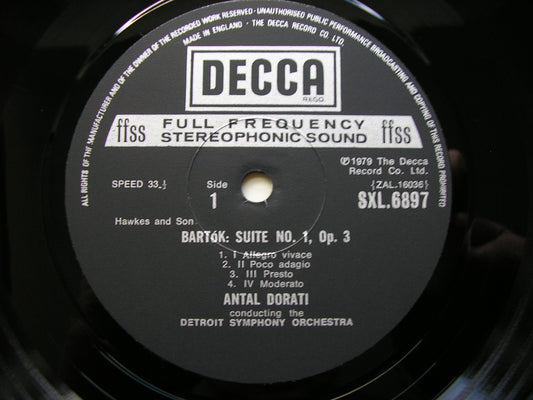 ALL RIGHTS OF THE MANUFACTURER AND OF THE OWNER OF THE RECORDED WORK RESERVED · UNAUTHORISED PUBLIC PERFORMANCE BROADCASTING AND COPYING OF THIS RECORD PROHIBITED
MADE IN ENGLAND · THE DECCA RECORD CO. LTD.
DECCA
REGD.
ffss FULL FREQUENCY STEREOPHONIC SOUND ffss
℗1979 The Decca
Record Co. Ltd.
SPEED 33⅓
Side
1
{ZAL.16036}
SXL.6897
Hawkes and Son
BARTóK: SUITE NO. 1, Op. 3
1. I Allegro vivace
2. II Poco adagio
3. III Presto
4. IV Moderato
ANTAL DORATI
conducting the
DETROIT SYMPHONY ORCHESTRA